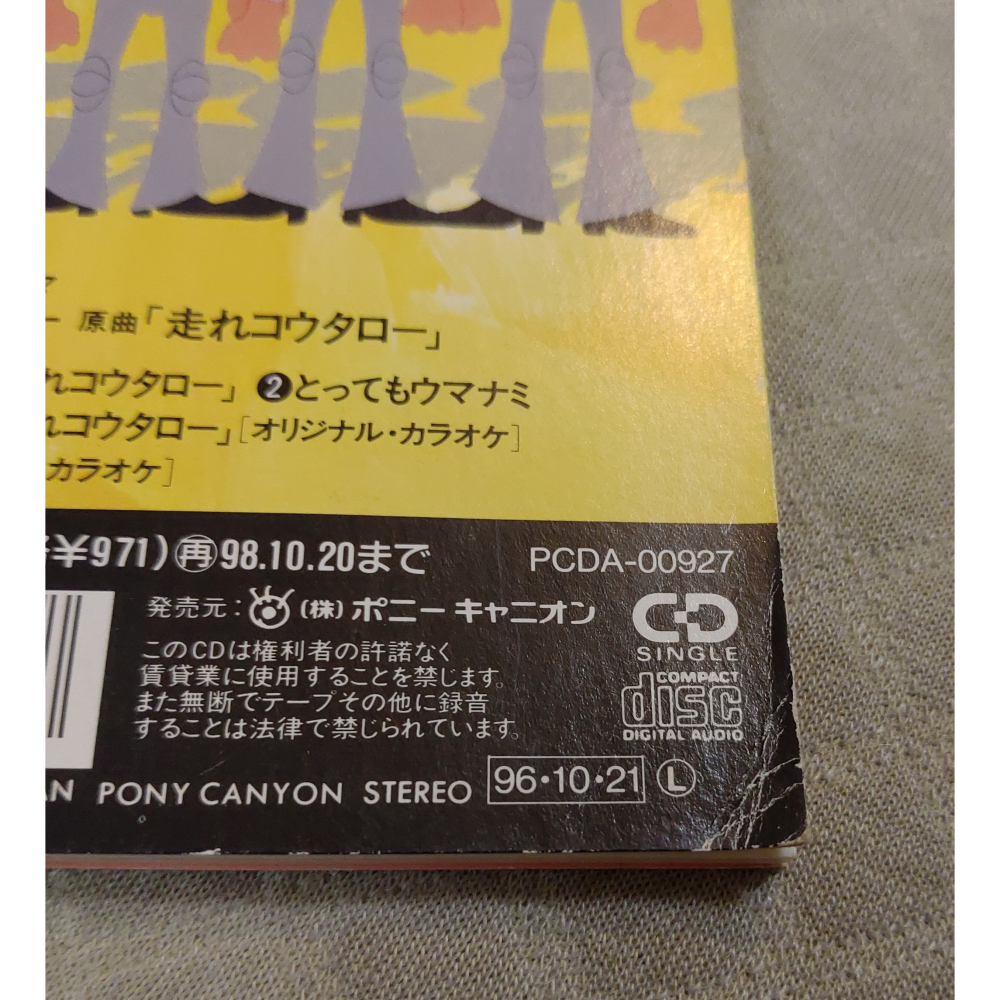 ー 原曲「走れコウタロー」
れコウタロー」 ❷とってもウマナミ
れコウタロー」[オリジナル・カラオケ]
カラオケ]
¥971)㊢98.10.20まで PCDA-00927
発売元: (株) ポニー キャニオン
CD
SINGLE
このCDは権利者の許諾なく
賃貸業に使用することを禁じます。
また無断でテープその他に録音
することは法律で禁じられています。
COMPACT
disc
DIGITAL AUDIO
AN PONY CANYON STEREO 96・10・21 Ⓛ